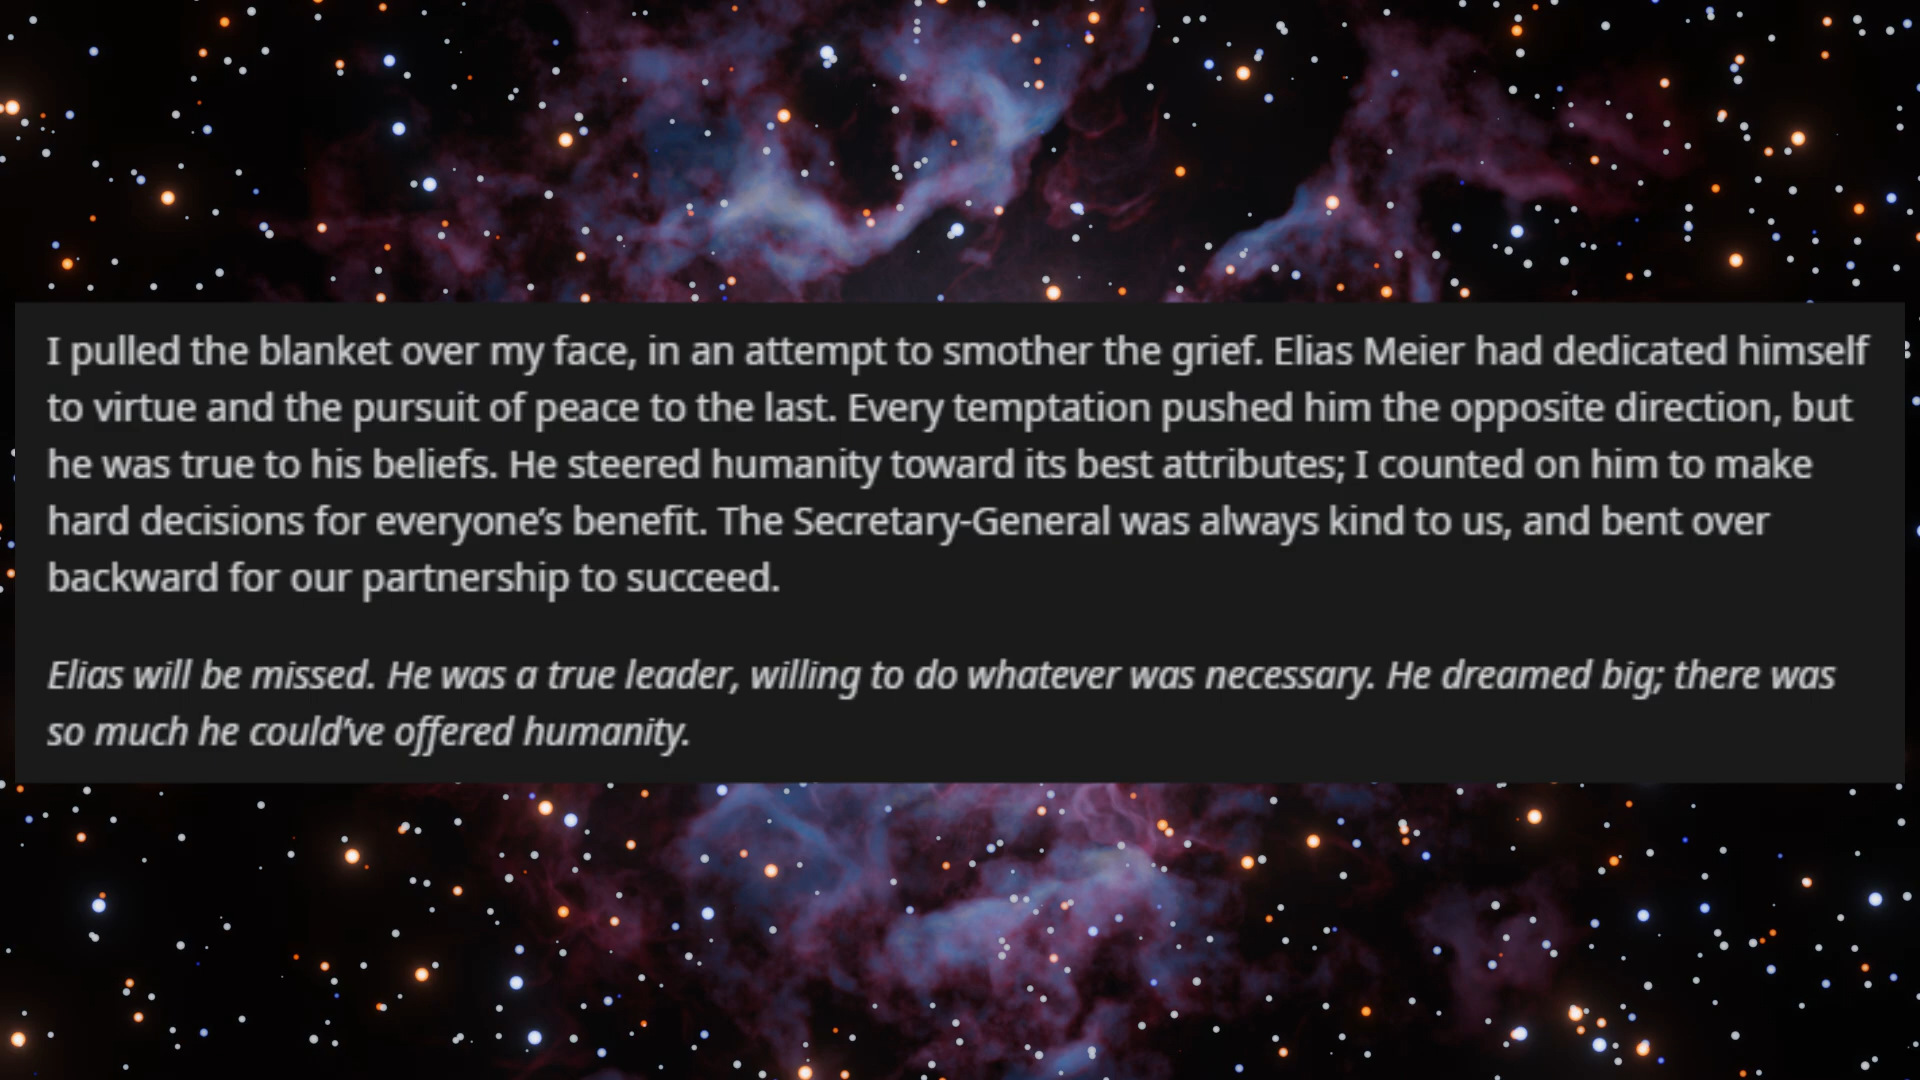 I pulled the blanket over my face, in an attempt to smother the grief. Elias Meier had dedicated himself
to virtue and the pursuit of peace to the last. Every temptation pushed him the opposite direction, but
he was true to his beliefs. He steered humanity toward its best attributes; I counted on him to make
hard decisions for everyone’s benefit. The Secretary-General was always kind to us, and bent over
backward for our partnership to succeed.
Elias will be missed. He was a true leader, willing to do whatever was necessary. He dreamed big; there was
so much he could’ve offered humanity.